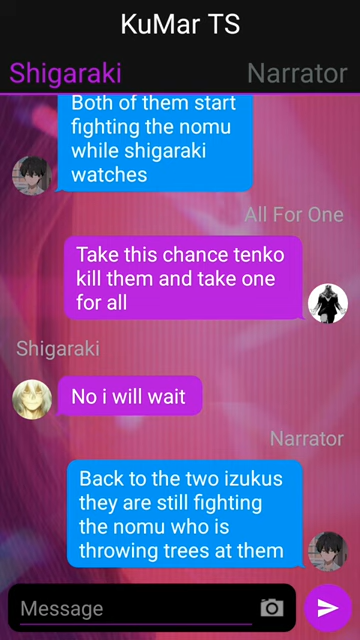 KuMar TS
Shigaraki Narrator
Both of them start
fighting the nomu
while shigaraki
watches
All For One
Take this chance tenko
kill them and take one
for all
Shigaraki
No i will wait
Narrator
Back to the two izukus
they are still fighting
the nomu who is
throwing trees at them
Message